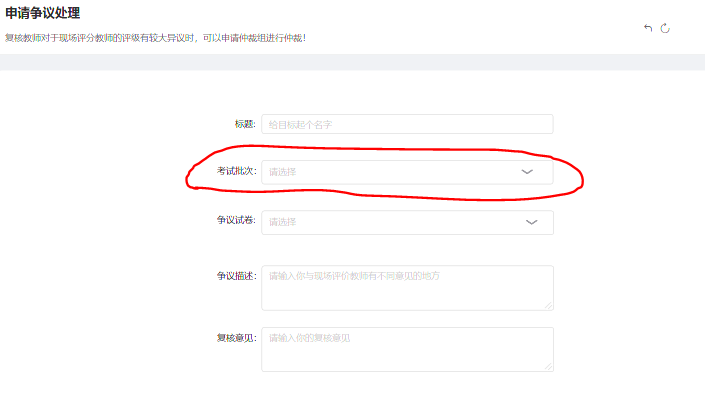 申请争议处理
复核教师对于现场评分教师的评级有较大异议时，可以申请仲裁组进行仲裁！
标题: 给目标起个名字
考试批次: 请选择
争议试卷: 请选择
争议描述: 请输入你与现场评价教师有不同意见的地方
复核意见: 请输入你的复核意见